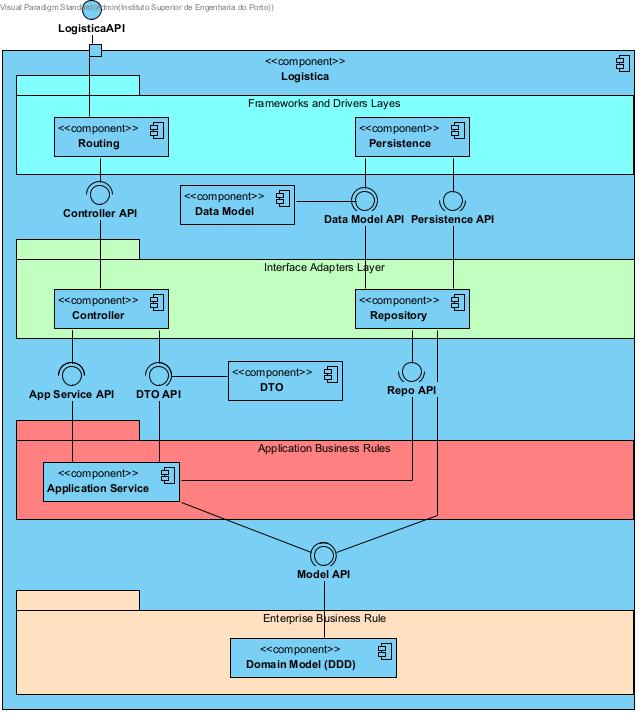 Visual Paradigm Standard(Admin(Instituto Superior de Engenharia do Porto))
LogisticaAPI
<<component>>
Logistica
Frameworks and Drivers Layes
<<component>>
Routing
<<component>>
Persistence
<<component>>
Data Model
Controller API
Data Model API
Persistence API
Interface Adapters Layer
<<component>>
Controller
<<component>>
Repository
<<component>>
DTO
App Service API
DTO API
Repo API
Application Business Rules
<<component>>
Application Service
Model API
Enterprise Business Rule
<<component>>
Domain Model (DDD)